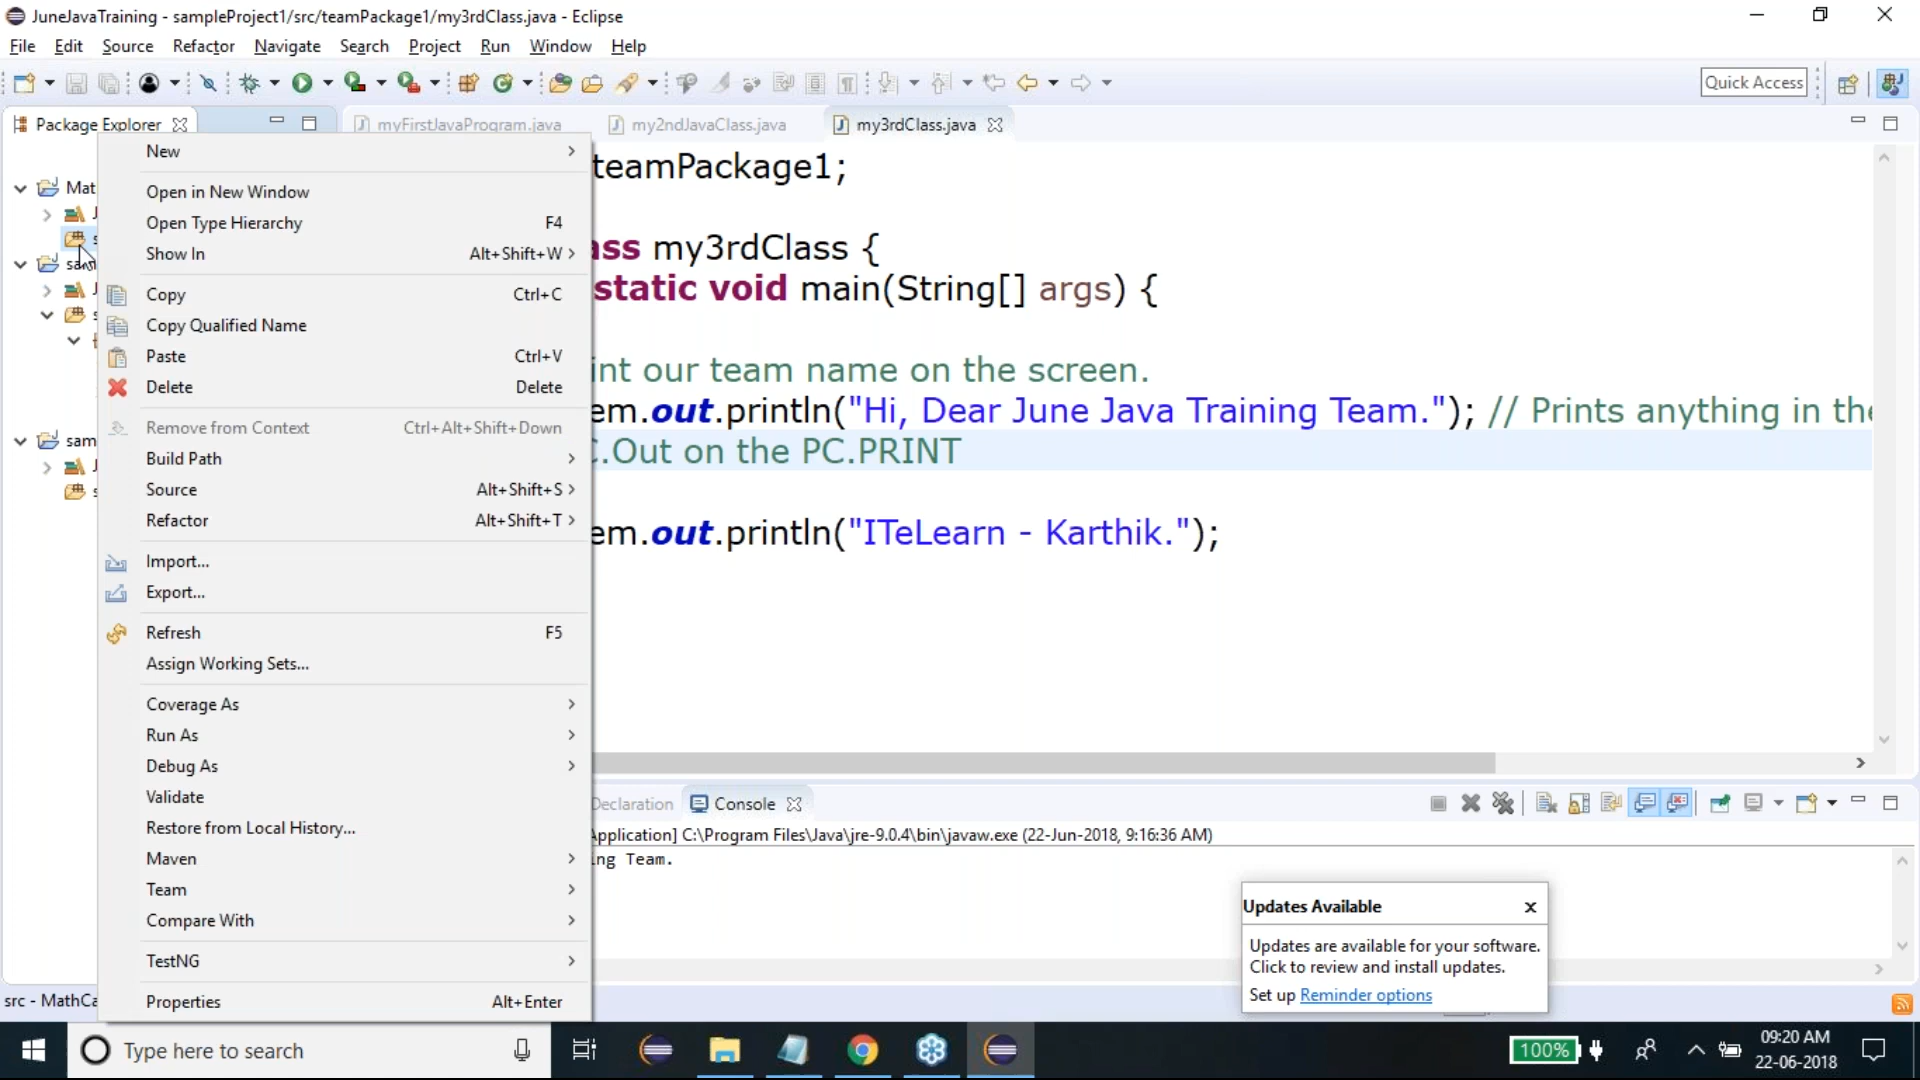 JuneJavaTraining - sampleProject1/src/teamPackage1/my3rdClass.java - Eclipse
File Edit Source Refactor Navigate Search Project Run Window Help
Quick Access
Package Explorer
myFirstJavaProgram.java my2ndJavaClass.java my3rdClass.java
Mat
sam
sam
New
Open in New Window
Open Type Hierarchy F4
Show In Alt+Shift+W
Copy Ctrl+C
Copy Qualified Name
Paste Ctrl+V
Delete Delete
Remove from Context Ctrl+Alt+Shift+Down
Build Path
Source Alt+Shift+S
Refactor Alt+Shift+T
Import...
Export...
Refresh F5
Assign Working Sets...
Coverage As
Run As
Debug As
Validate
Restore from Local History...
Maven
Team
Compare With
TestNG
Properties Alt+Enter
teamPackage1;
ass my3rdClass {
static void main(String[] args) {
int our team name on the screen.
em.out.println("Hi, Dear June Java Training Team."); // Prints anything in the
C.Out on the PC.PRINT
em.out.println("ITeLearn - Karthik.");
Declaration Console
Application] C:\Program Files\Java\jre-9.0.4\bin\javaw.exe (22-Jun-2018, 9:16:36 AM)
ing Team.
Updates Available
Updates are available for your software.
Click to review and install updates.
Set up Reminder options
src - MathCa
Type here to search
100%
09:20 AM
22-06-2018